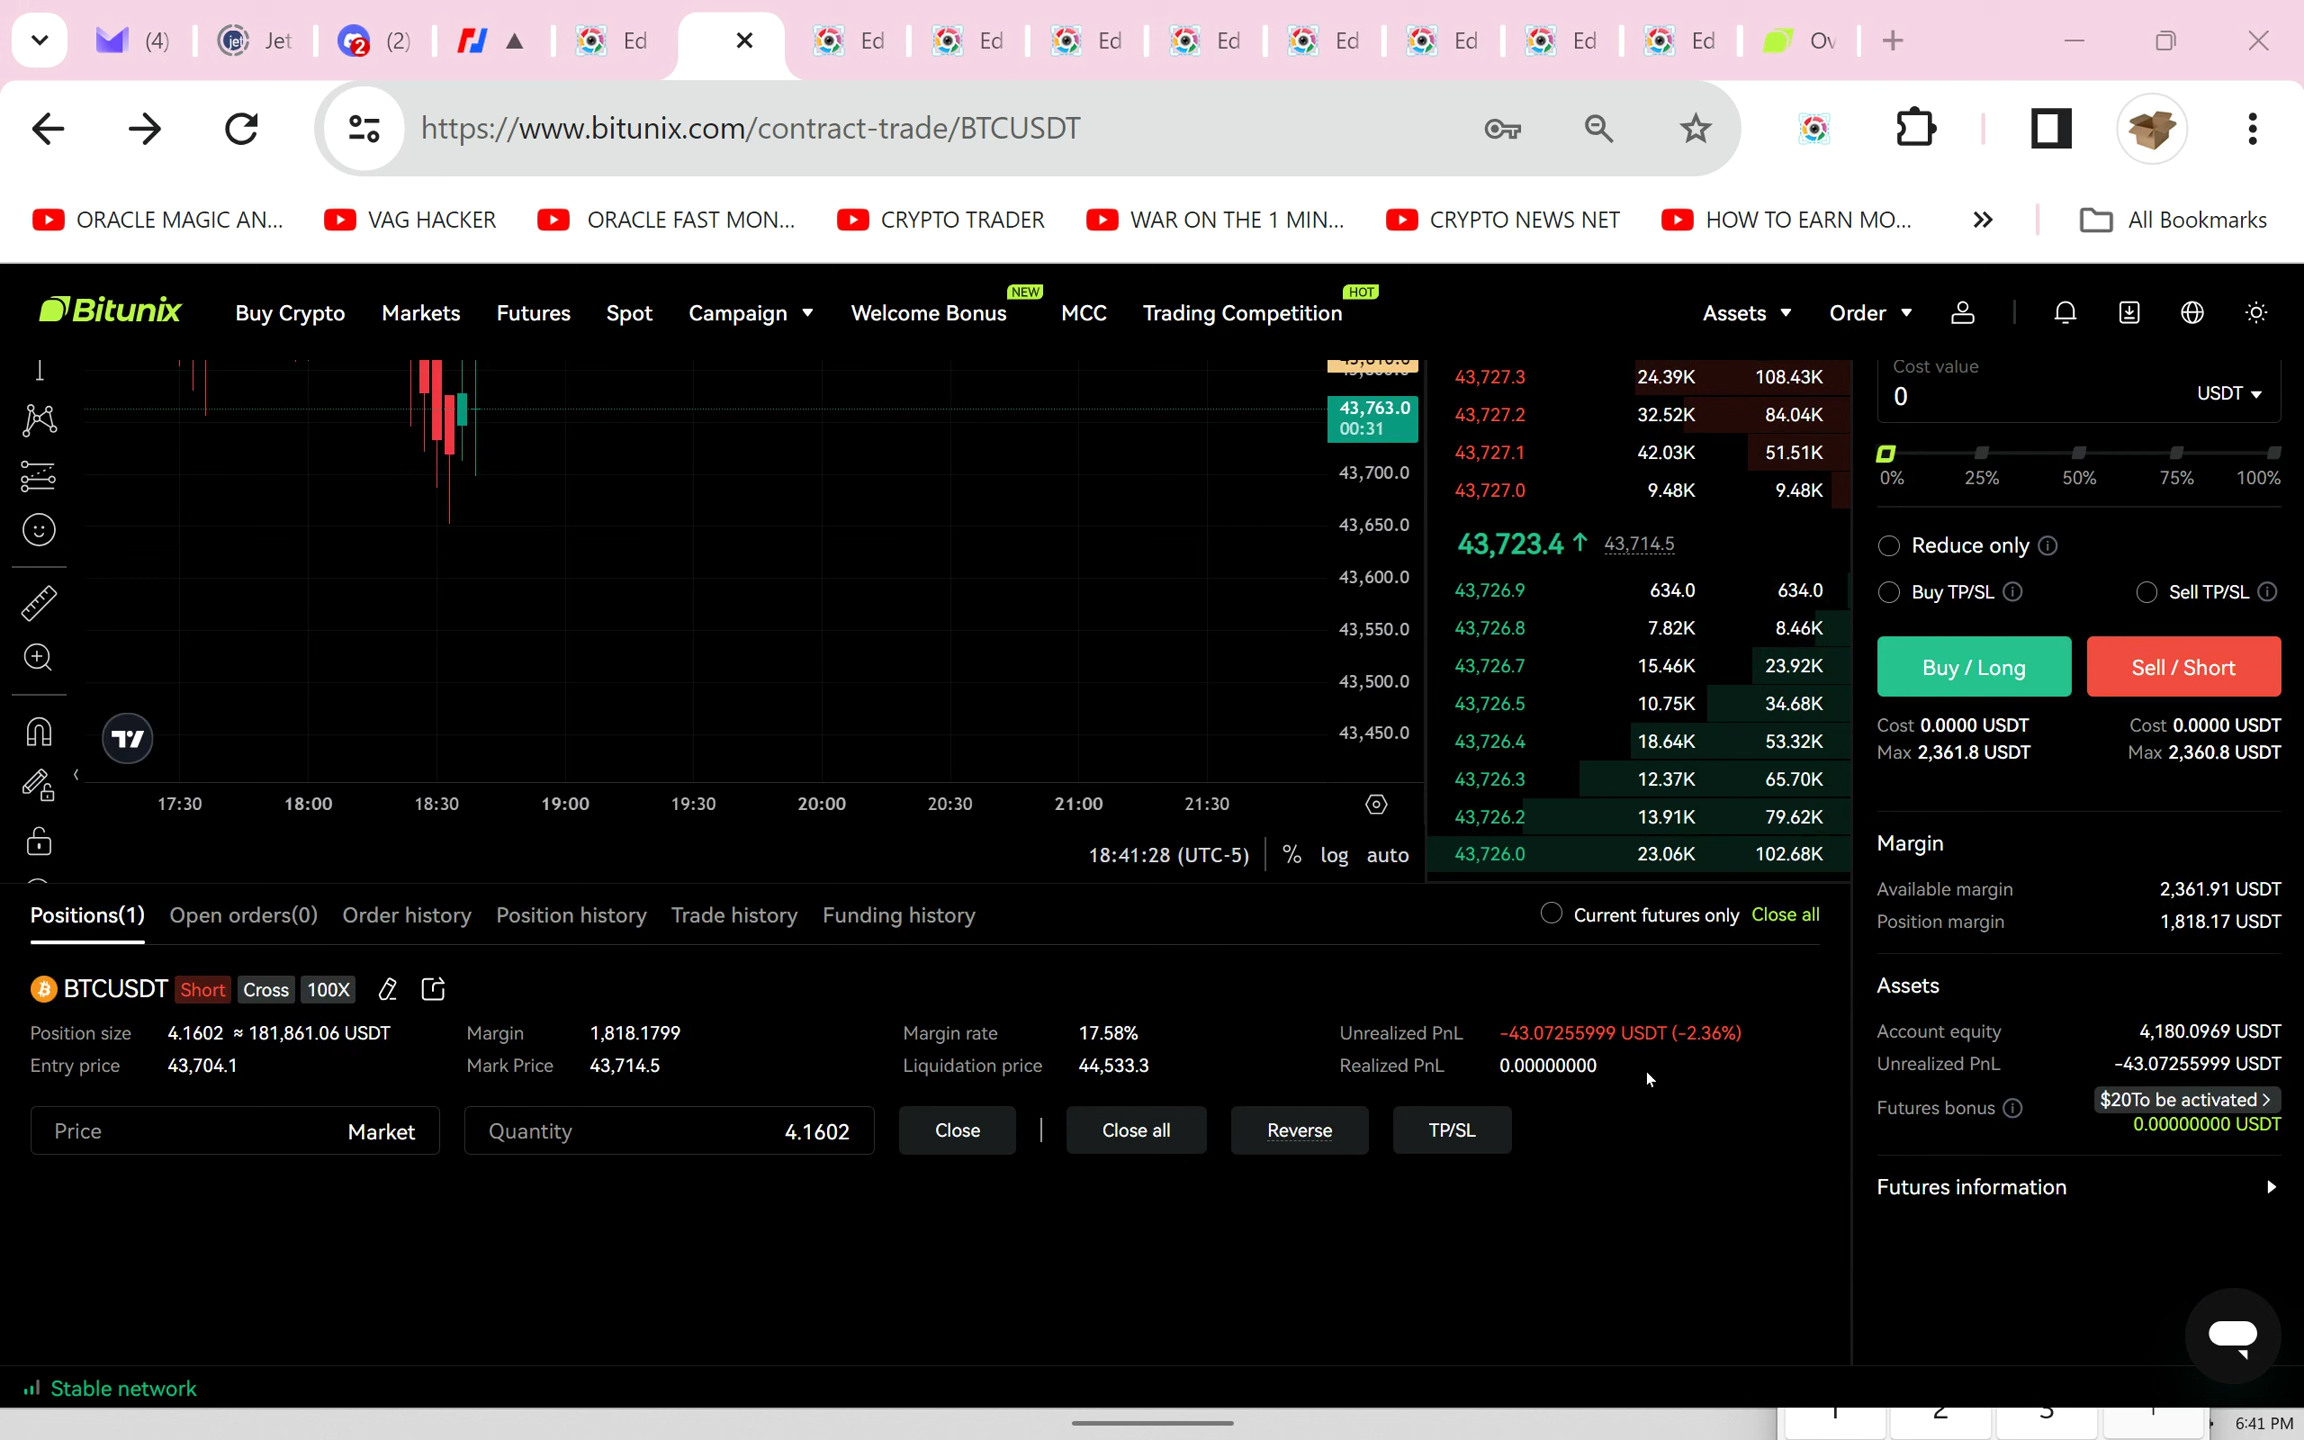 (4) Jet (2) Ed Ed Ed Ed Ed Ed Ed Ed Ed Ov
https://www.bitunix.com/contract-trade/BTCUSDT
ORACLE MAGIC AN... VAG HACKER ORACLE FAST MON... CRYPTO TRADER WAR ON THE 1 MIN... CRYPTO NEWS NET HOW TO EARN MO... All Bookmarks
Bitunix Buy Crypto Markets Futures Spot Campaign Welcome Bonus NEW MCC Trading Competition HOT Assets Order
43,763.0
00:31
43,700.0
43,650.0
43,600.0
43,550.0
43,500.0
43,450.0
17:30 18:00 18:30 19:00 19:30 20:00 20:30 21:00 21:30
18:41:28 (UTC-5) % log auto
43,727.3 24.39K 108.43K
43,727.2 32.52K 84.04K
43,727.1 42.03K 51.51K
43,727.0 9.48K 9.48K
43,723.4 ↑ 43,714.5
43,726.9 634.0 634.0
43,726.8 7.82K 8.46K
43,726.7 15.46K 23.92K
43,726.5 10.75K 34.68K
43,726.4 18.64K 53.32K
43,726.3 12.37K 65.70K
43,726.2 13.91K 79.62K
43,726.0 23.06K 102.68K
Cost value
0 USDT
0% 25% 50% 75% 100%
Reduce only
Buy TP/SL Sell TP/SL
Buy / Long Sell / Short
Cost 0.0000 USDT Cost 0.0000 USDT
Max 2,361.8 USDT Max 2,360.8 USDT
Margin
Available margin 2,361.91 USDT
Position margin 1,818.17 USDT
Assets
Account equity 4,180.0969 USDT
Unrealized PnL -43.07255999 USDT
Futures bonus $20To be activated >
0.00000000 USDT
Futures information
Positions(1) Open orders(0) Order history Position history Trade history Funding history Current futures only Close all
BTCUSDT Short Cross 100X
Position size 4.1602 ≈ 181,861.06 USDT Margin 1,818.1799 Margin rate 17.58% Unrealized PnL -43.07255999 USDT (-2.36%)
Entry price 43,704.1 Mark Price 43,714.5 Liquidation price 44,533.3 Realized PnL 0.00000000
Price Market Quantity 4.1602 Close Close all Reverse TP/SL
Stable network
6:41 PM